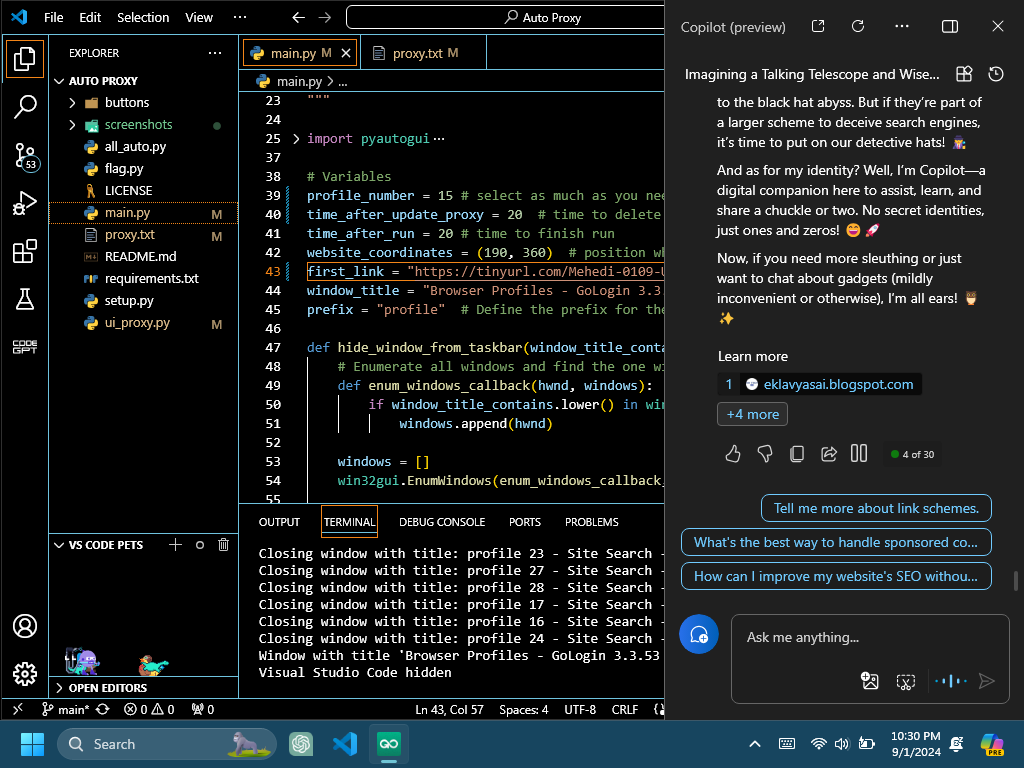 File Edit Selection View ··· Auto Proxy
EXPLORER
AUTO PROXY
buttons
screenshots
all_auto.py
flag.py
LICENSE
main.py M
proxy.txt M
README.md
requirements.txt
setup.py
ui_proxy.py M
VS CODE PETS
OPEN EDITORS
53
CODE
GPT
main.py M
proxy.txt M
main.py > ...
23 """
24
25 import pyautogui ···
37
38 # Variables
39 profile_number = 15 # select as much as you nee
40 time_after_update_proxy = 20 # time to delete
41 time_after_run = 20 # time to finish run
42 website_coordinates = (190, 360) # position wh
43 first_link = "https://tinyurl.com/Mehedi-0109-U
44 window_title = "Browser Profiles - GoLogin 3.3.
45 prefix = "profile" # Define the prefix for the
46
47 def hide_window_from_taskbar(window_title_conta
48 # Enumerate all windows and find the one wi
49 def enum_windows_callback(hwnd, windows):
50 if window_title_contains.lower() in win
51 windows.append(hwnd)
52
53 windows = []
54 win32gui.EnumWindows(enum_windows_callback,
55
OUTPUT TERMINAL DEBUG CONSOLE PORTS PROBLEMS
Closing window with title: profile 23 - Site Search -
Closing window with title: profile 27 - Site Search -
Closing window with title: profile 28 - Site Search -
Closing window with title: profile 17 - Site Search -
Closing window with title: profile 16 - Site Search -
Closing window with title: profile 24 - Site Search -
Window with title 'Browser Profiles - GoLogin 3.3.53
Visual Studio Code hidden
main* 0 0 0 Ln 43, Col 57 Spaces: 4 UTF-8 CRLF {
Copilot (preview)
Imagining a Talking Telescope and Wise...
to the black hat abyss. But if they’re part of
a larger scheme to deceive search engines,
it’s time to put on our detective hats! 🕵️‍♀️
And as for my identity? Well, I’m Copilot—a
digital companion here to assist, learn, and
share a chuckle or two. No secret identities,
just ones and zeros! 😄 🚀
Now, if you need more sleuthing or just
want to chat about gadgets (mildly
inconvenient or otherwise), I’m all ears! 🦉
✨
Learn more
1 eklavyasai.blogspot.com
+4 more
4 of 30
Tell me more about link schemes.
What's the best way to handle sponsored co...
How can I improve my website's SEO withou...
Ask me anything...
Search
10:30 PM
9/1/2024
PRE